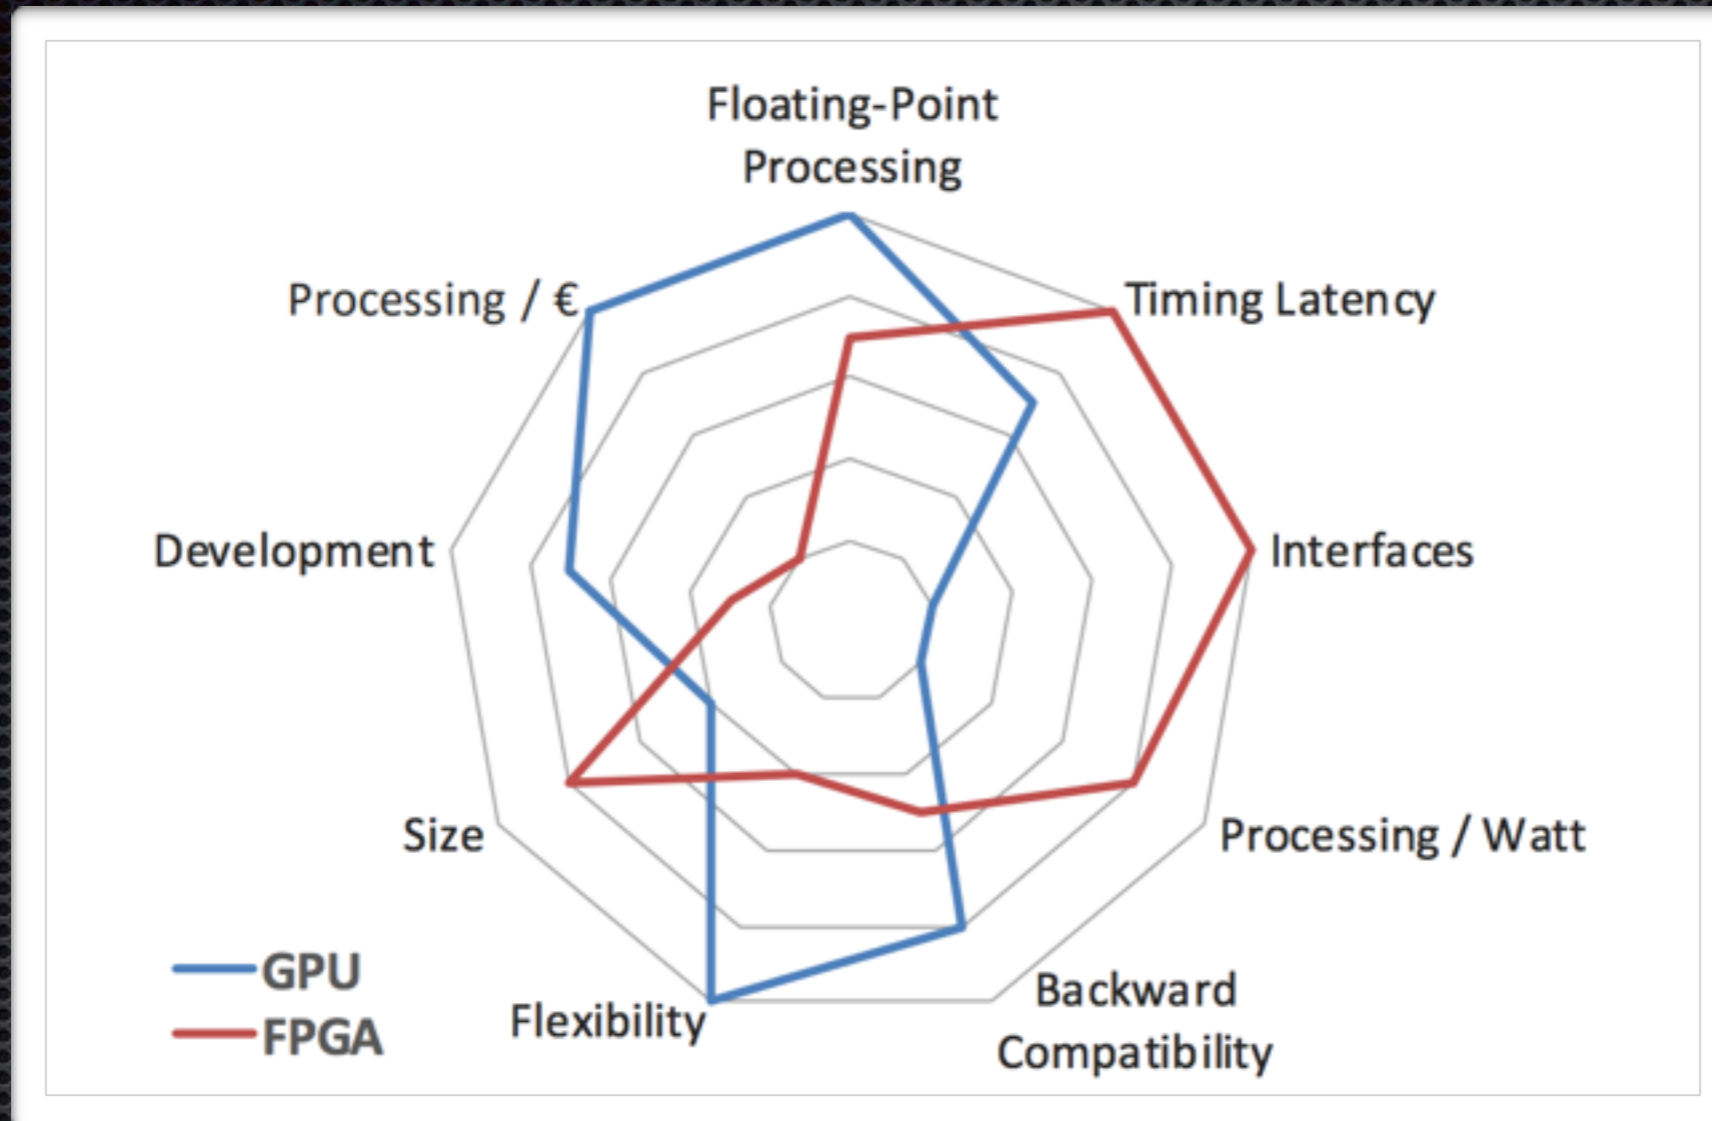 Floating-Point
Processing
Processing / €
Timing Latency
Development
Interfaces
Size
Processing / Watt
GPU
FPGA
Flexibility
Backward
Compatibility